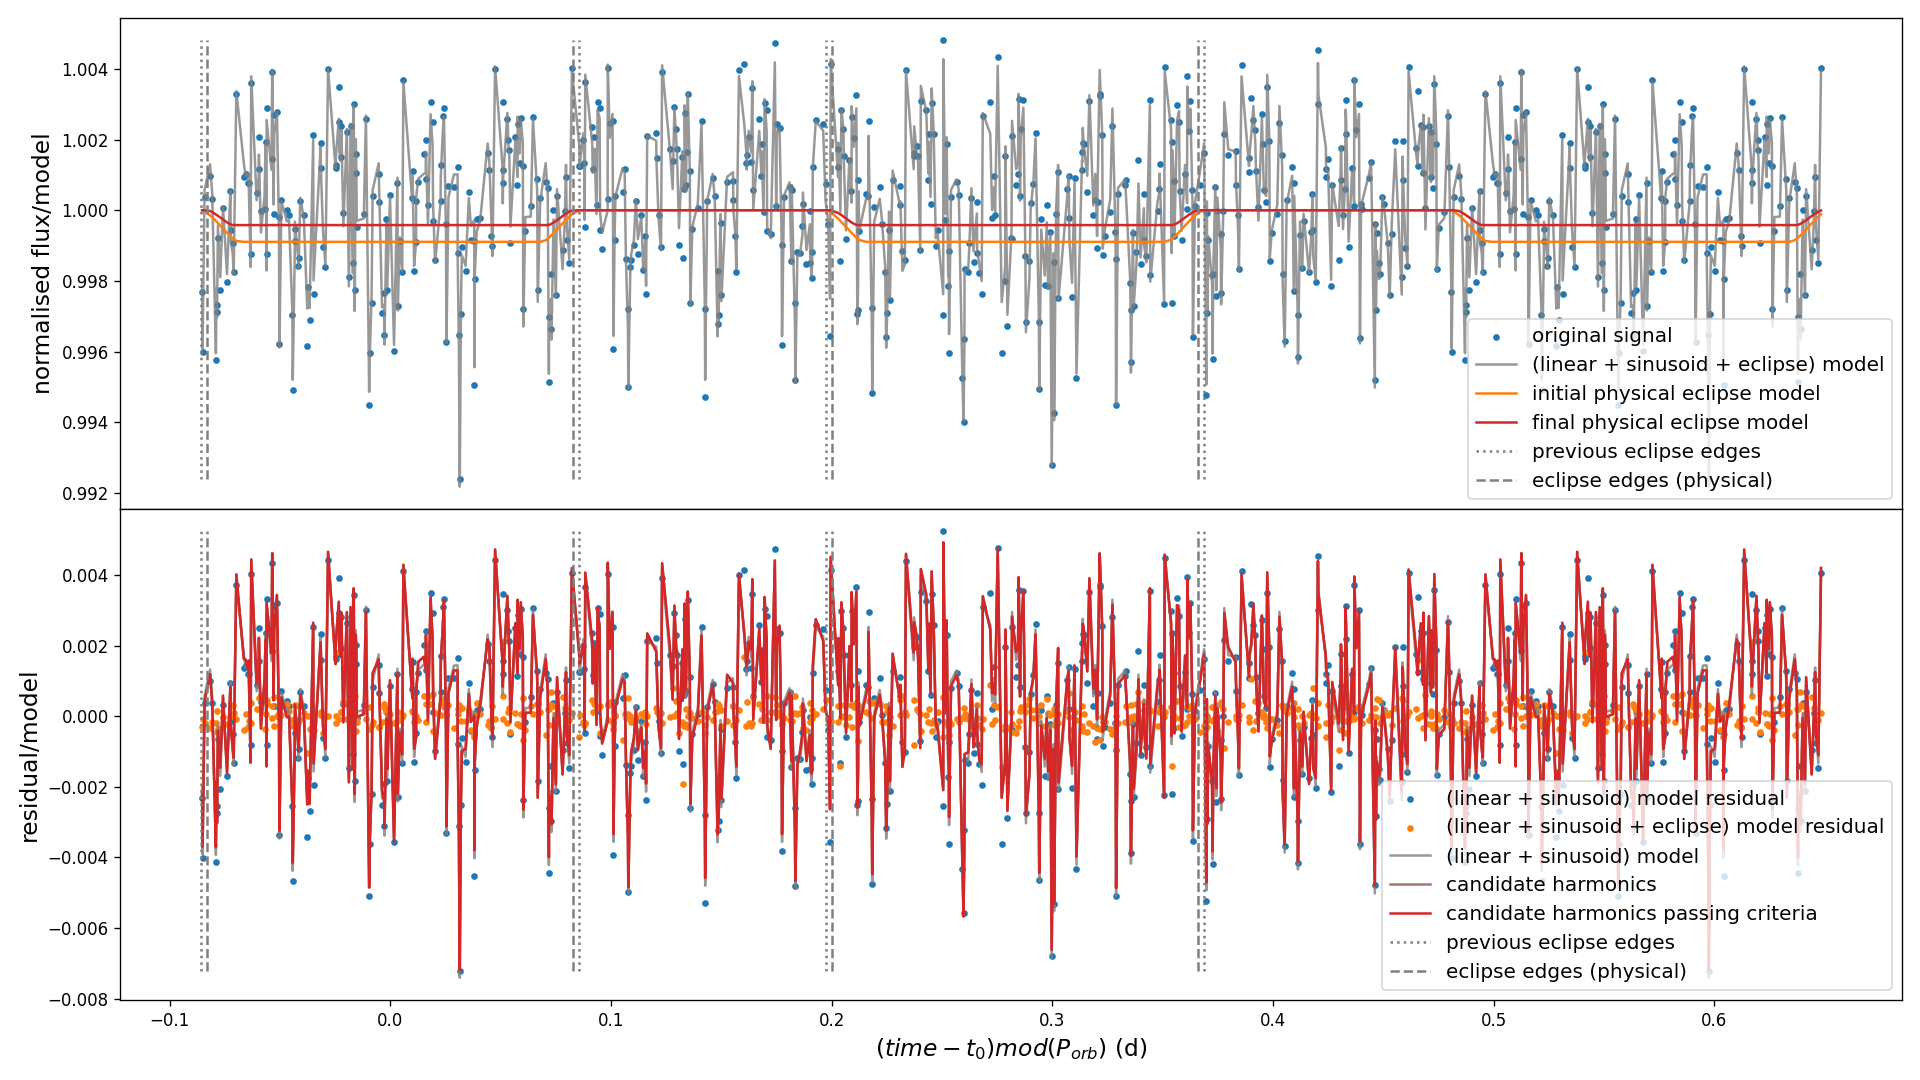 1.004
1.002
1.000
0.998
0.996
0.994
0.992
normalised flux/model
original signal
(linear + sinusoid + eclipse) model
initial physical eclipse model
final physical eclipse model
previous eclipse edges
eclipse edges (physical)
0.004
0.002
0.000
−0.002
−0.004
−0.006
−0.008
residual/model
(linear + sinusoid) model residual
(linear + sinusoid + eclipse) model residual
(linear + sinusoid) model
candidate harmonics
candidate harmonics passing criteria
previous eclipse edges
eclipse edges (physical)
−0.1 0.0 0.1 0.2 0.3 0.4 0.5 0.6
(time − t₀)mod(P_orb) (d)